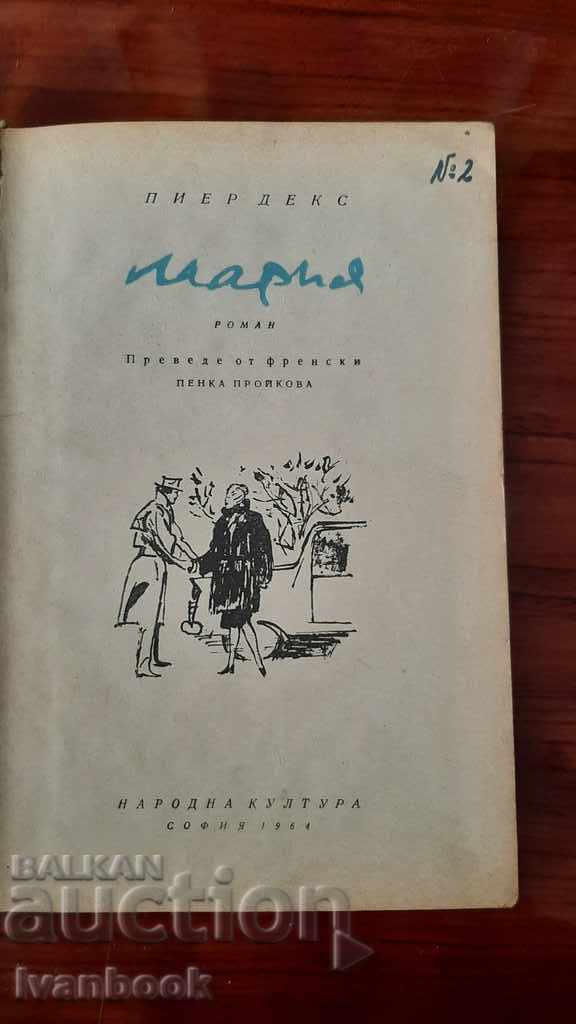 №2
ПИЕР ДЕКС
Мария
РОМАН
Преведе от френски
ПЕНКА ПРОЙКОВА
НАРОДНА КУЛТУРА
СОФИЯ 1964
BALKAN
auction
Ivanbook